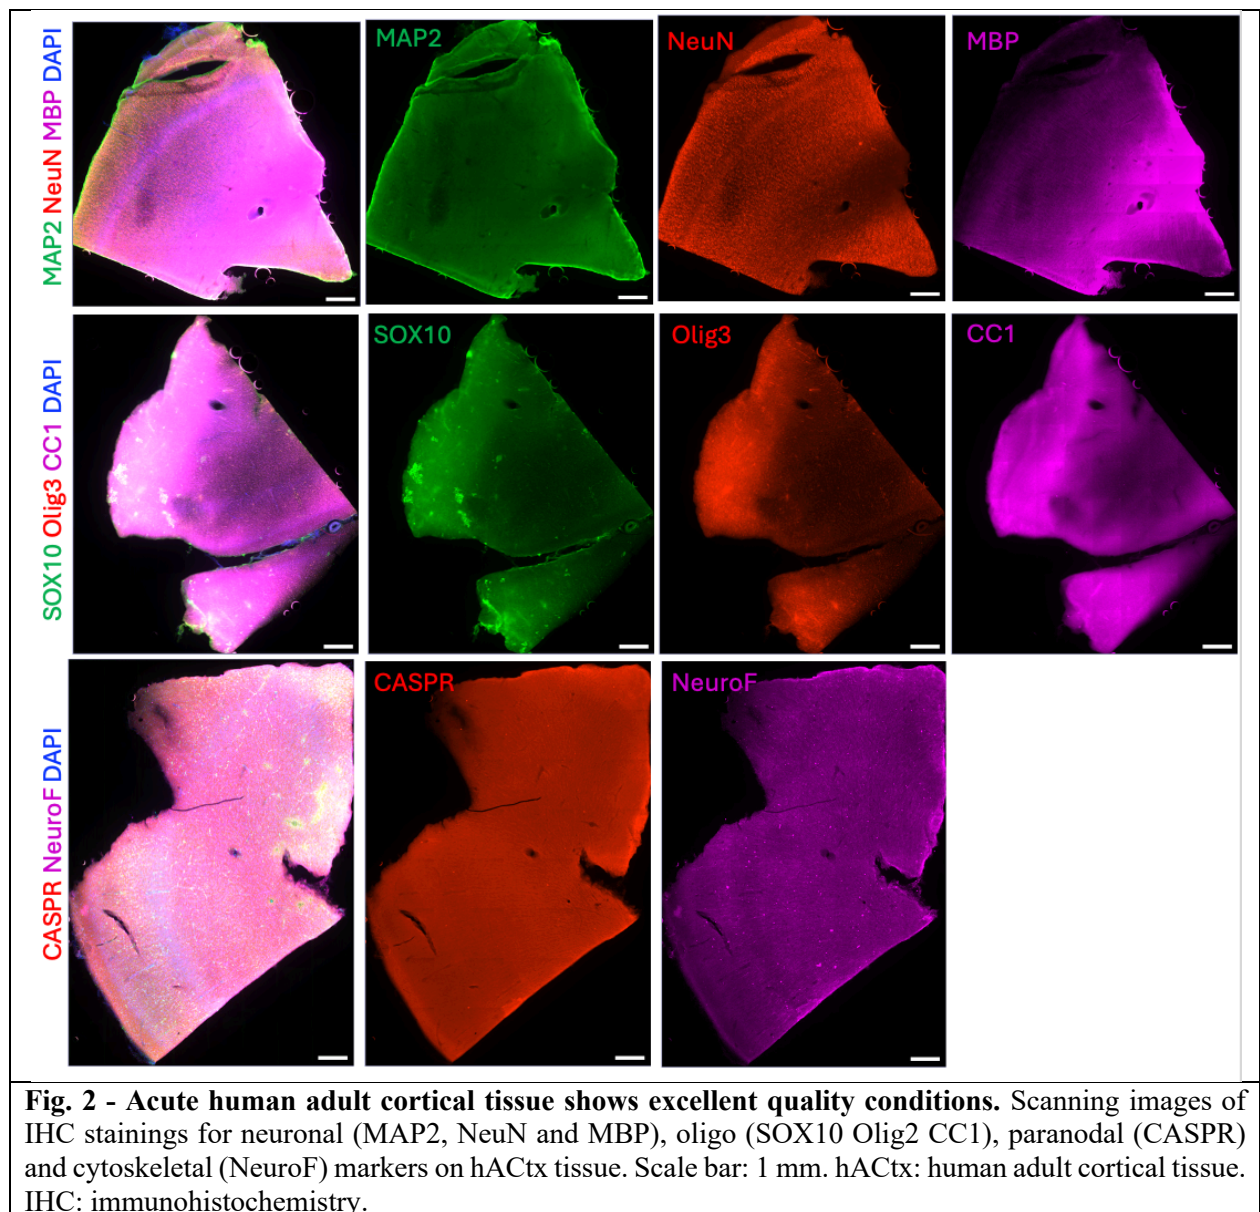 MAP2 NeuN MBP DAPI
MAP2
NeuN
MBP
SOX10 Olig3 CC1 DAPI
SOX10
Olig3
CC1
CASPR NeuroF DAPI
CASPR
NeuroF
Fig. 2 - Acute human adult cortical tissue shows excellent quality conditions. Scanning images of
IHC stainings for neuronal (MAP2, NeuN and MBP), oligo (SOX10 Olig2 CC1), paranodal (CASPR)
and cytoskeletal (NeuroF) markers on hACtx tissue. Scale bar: 1 mm. hACtx: human adult cortical tissue.
IHC: immunohistochemistry.